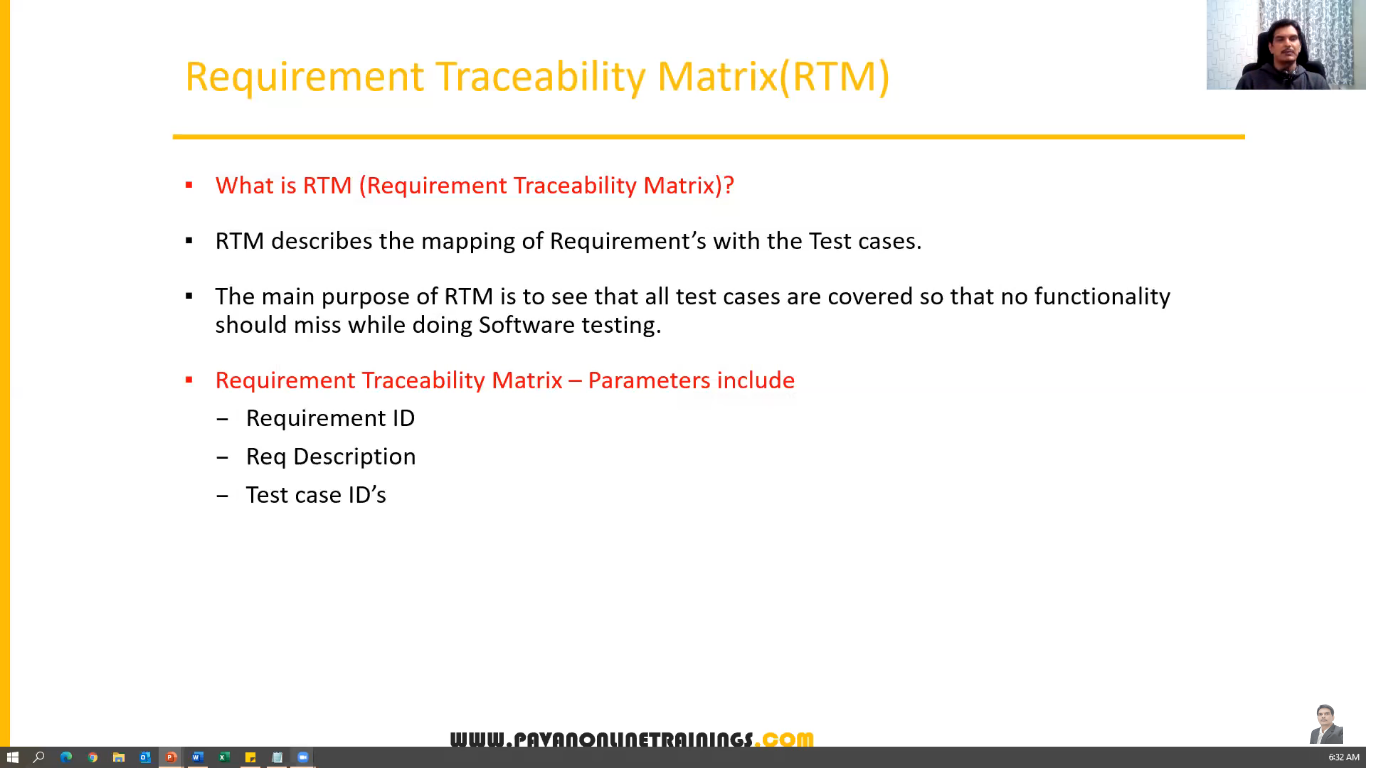 Requirement Traceability Matrix(RTM)
▪ What is RTM (Requirement Traceability Matrix)?
▪ RTM describes the mapping of Requirement’s with the Test cases.
▪ The main purpose of RTM is to see that all test cases are covered so that no functionality
should miss while doing Software testing.
▪ Requirement Traceability Matrix – Parameters include
– Requirement ID
– Req Description
– Test case ID’s
WWW.PAVANONLINETRAININGS.COM
6:32 AM